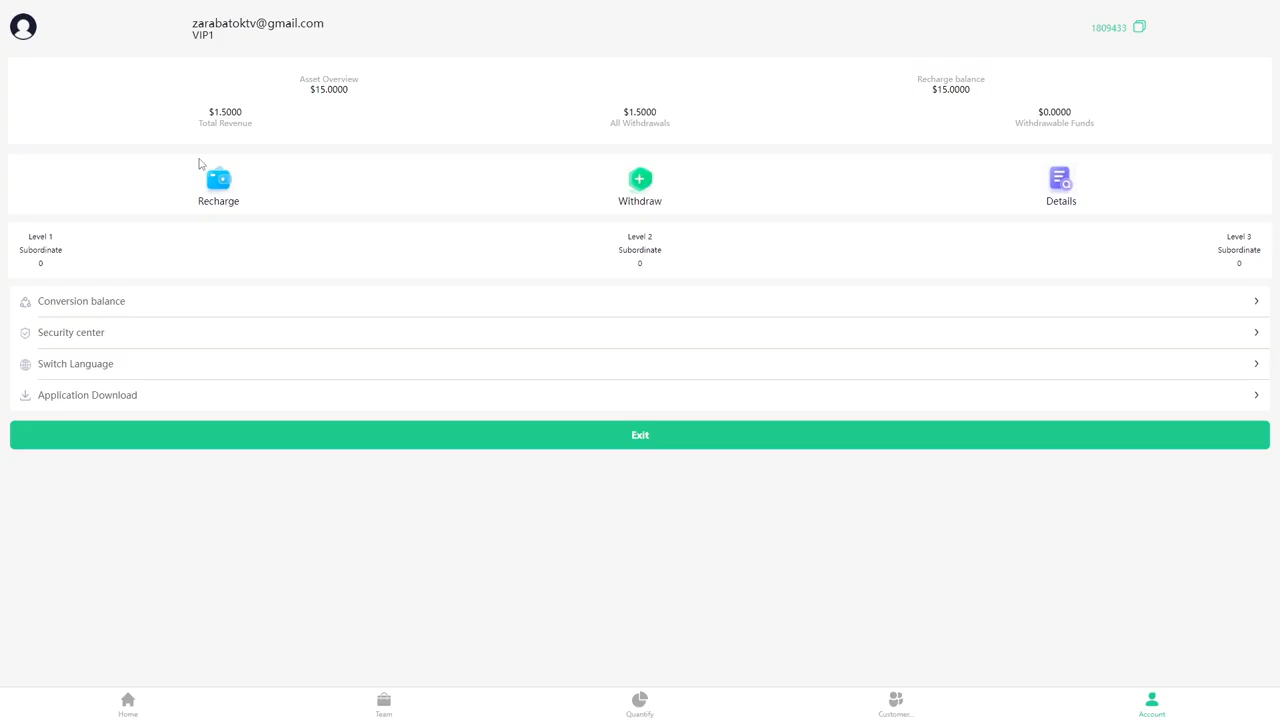 zarabatoktv@gmail.com
VIP1
1809433
Asset Overview
$15.0000
Recharge balance
$15.0000
$1.5000
Total Revenue
$1.5000
All Withdrawals
$0.0000
Withdrawable Funds
Recharge
Withdraw
Details
Level 1
Subordinate
0
Level 2
Subordinate
0
Level 3
Subordinate
0
Conversion balance
Security center
Switch Language
Application Download
Exit
Home
Team
Quantify
Customer...
Account